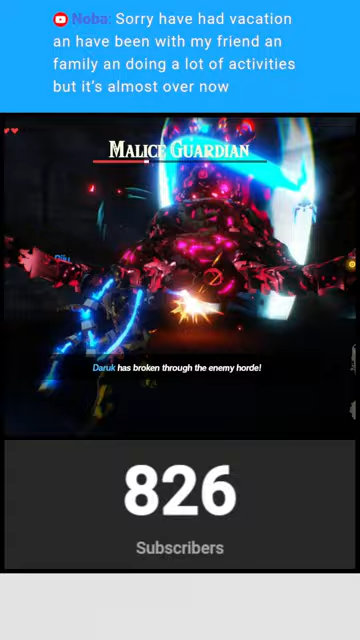 Noba: Sorry have had vacation
an have been with my friend an
family an doing a lot of activities
but it's almost over now
MALICE GUARDIAN
Daruk has broken through the enemy horde!
826
Subscribers